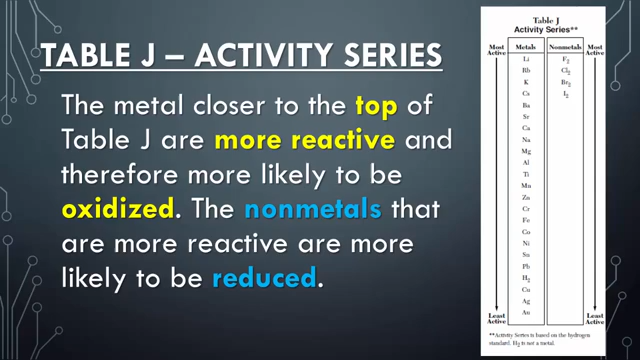 TABLE J – ACTIVITY SERIES
The metal closer to the top of
Table J are more reactive and
therefore more likely to be
oxidized. The nonmetals that
are more reactive are more
likely to be reduced.
Table J
Activity Series**
Most Active
Metals
Nonmetals
Most Active
Li F₂
Rb Cl₂
K Br₂
Cs I₂
Ba
Sr
Ca
Na
Mg
Al
Ti
Mn
Zn
Cr
Fe
Co
Ni
Sn
Pb
H₂
Cu
Ag
Au
Least Active
Least Active
**Activity Series is based on the hydrogen
standard. H₂ is not a metal.